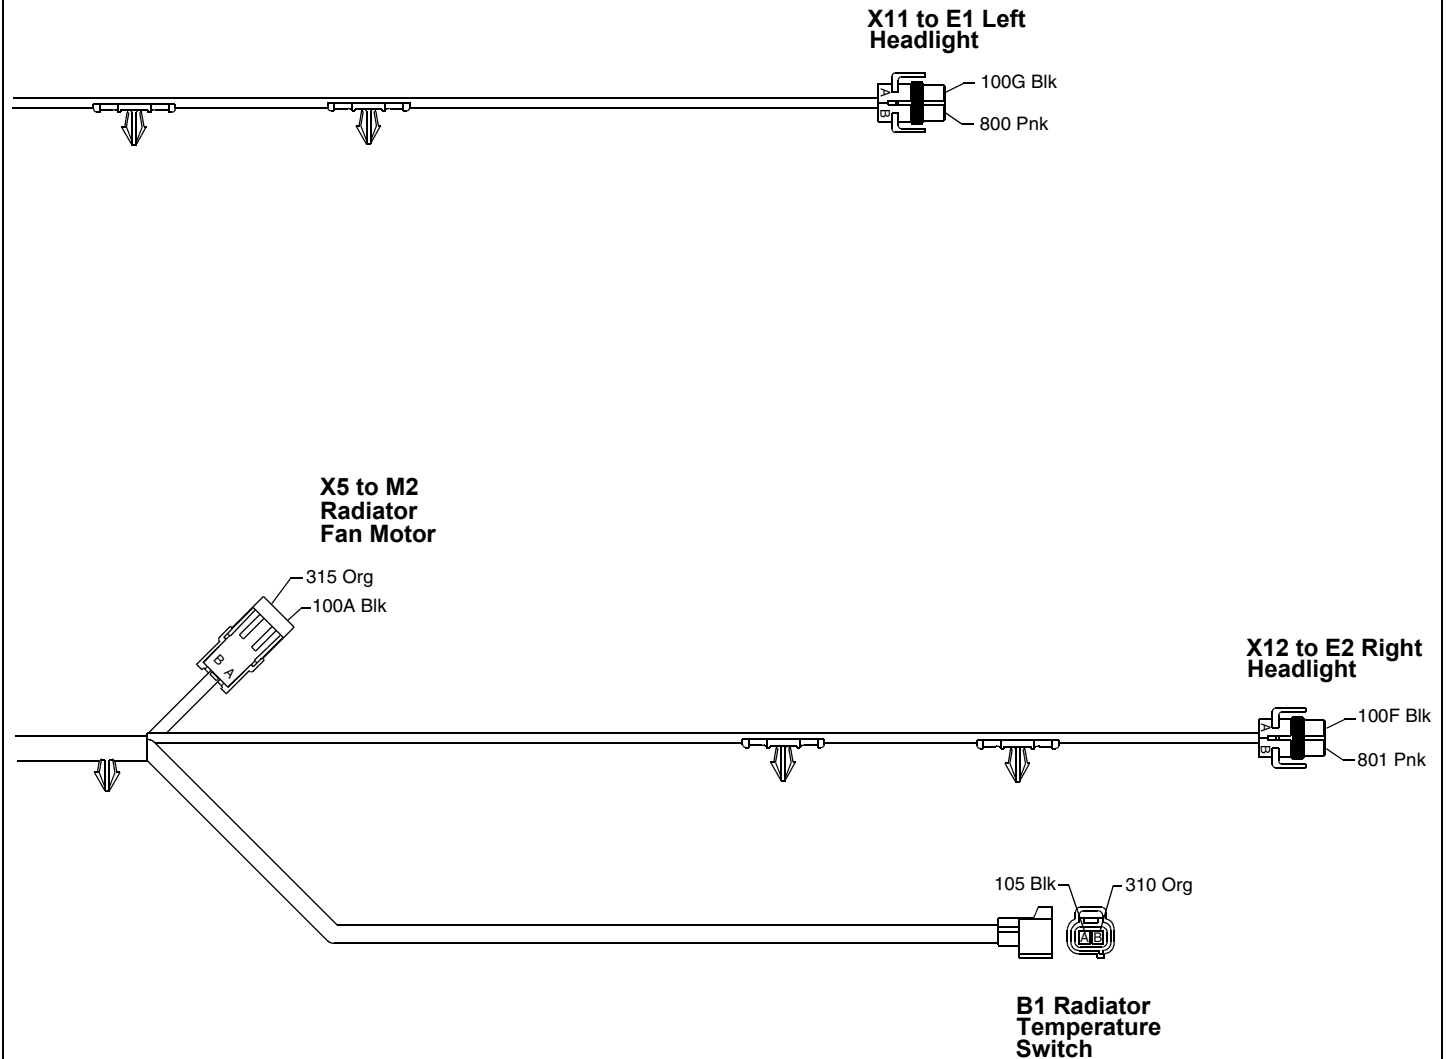 X11 to E1 Left
Headlight
A
B
100G Blk
800 Pnk
X5 to M2
Radiator
Fan Motor
315 Org
100A Blk
B
A
X12 to E2 Right
Headlight
A
B
100F Blk
801 Pnk
105 Blk
310 Org
A B
B1 Radiator
Temperature
Switch